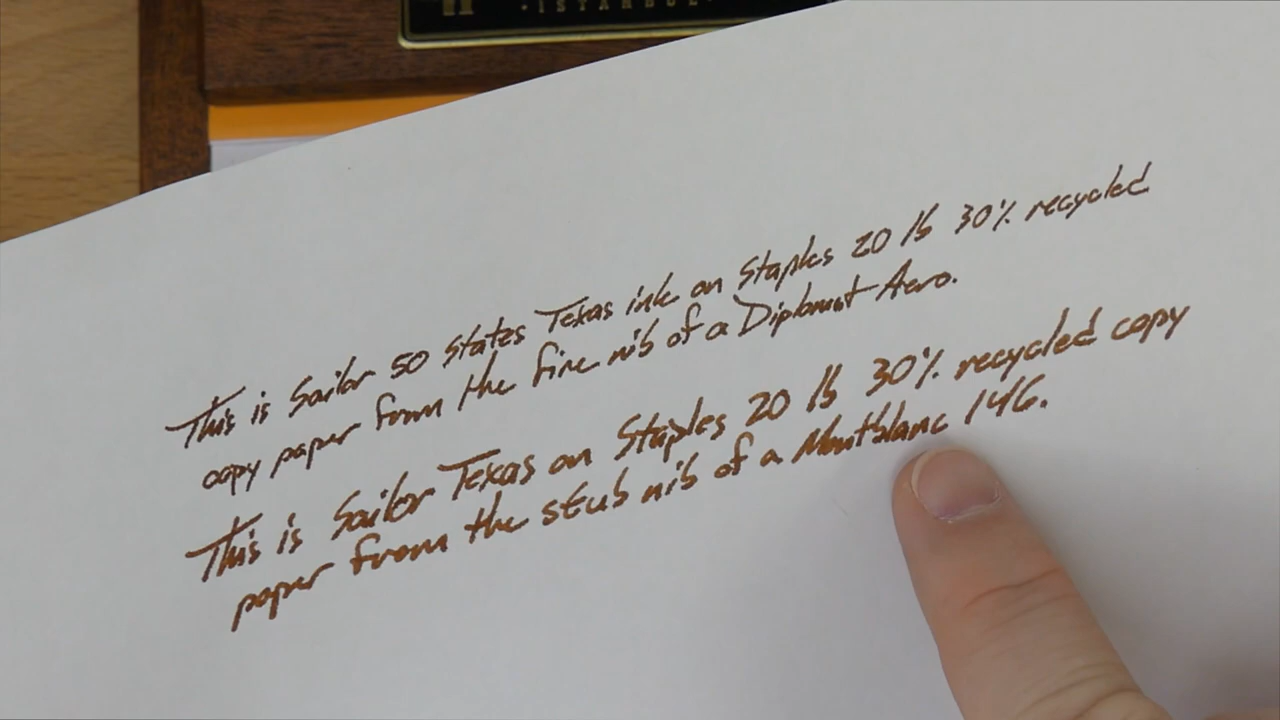 ·ISTANBUL·
This is Sailor 50 States Texas ink on Staples 20 lb 30% recycled
copy paper from the fine nib of a Diplomat Aero.
This is Sailor Texas on Staples 20 lb 30% recycled copy
paper from the stub nib of a Montblanc 146.